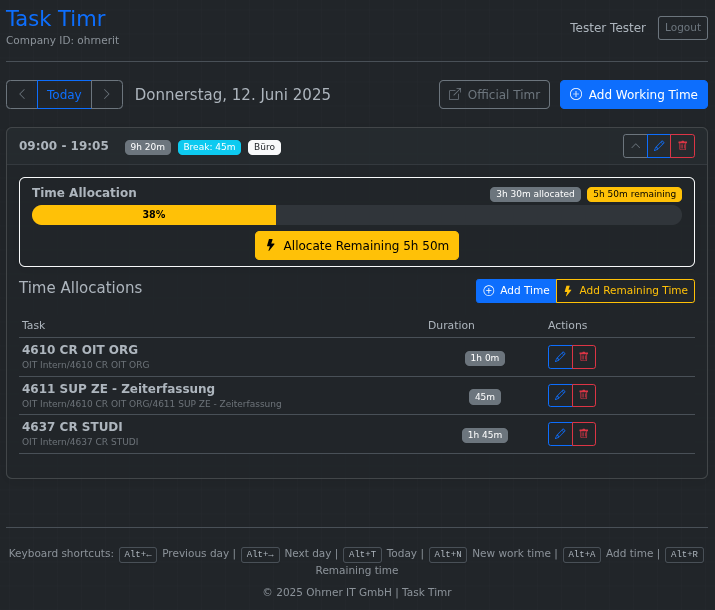 Task Timr
Company ID: ohrnerit
Tester Tester
Logout
Today
Donnerstag, 12. Juni 2025
Official Timr
Add Working Time
09:00 - 19:05 9h 20m Break: 45m Büro
Time Allocation
3h 30m allocated 5h 50m remaining
38%
Allocate Remaining 5h 50m
Time Allocations
Add Time
Add Remaining Time
Task Duration Actions
4610 CR OIT ORG
OIT Intern/4610 CR OIT ORG
1h 0m
4611 SUP ZE - Zeiterfassung
OIT Intern/4610 CR OIT ORG/4611 SUP ZE - Zeiterfassung
45m
4637 CR STUDI
OIT Intern/4637 CR STUDI
1h 45m
Keyboard shortcuts: Alt+← Previous day | Alt+→ Next day | Alt+T Today | Alt+N New work time | Alt+A Add time | Alt+R
Remaining time
© 2025 Ohrner IT GmbH | Task Timr